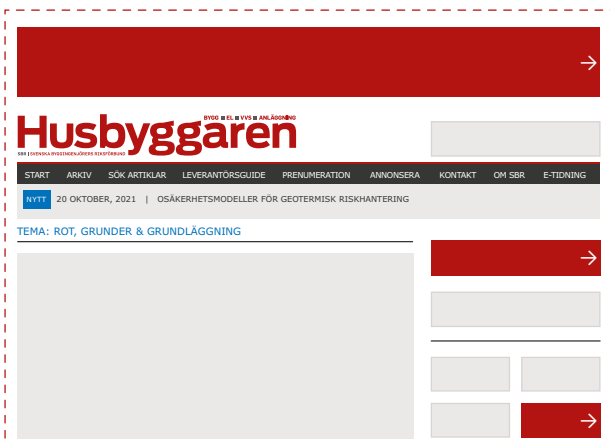 BYGG EL VVS ANLÄGGNING
Husbyggaren
SBR | SVENSKA BYGGINGENJÖRERS RIKSFÖRBUND
START ARKIV SÖK ARTIKLAR LEVERANTÖRSGUIDE PRENUMERATION ANNONSERA KONTAKT OM SBR E-TIDNING
NYTT 20 OKTOBER, 2021 | OSÄKERHETSMODELLER FÖR GEOTERMISK RISKHANTERING
TEMA: ROT, GRUNDER & GRUNDLÄGGNING